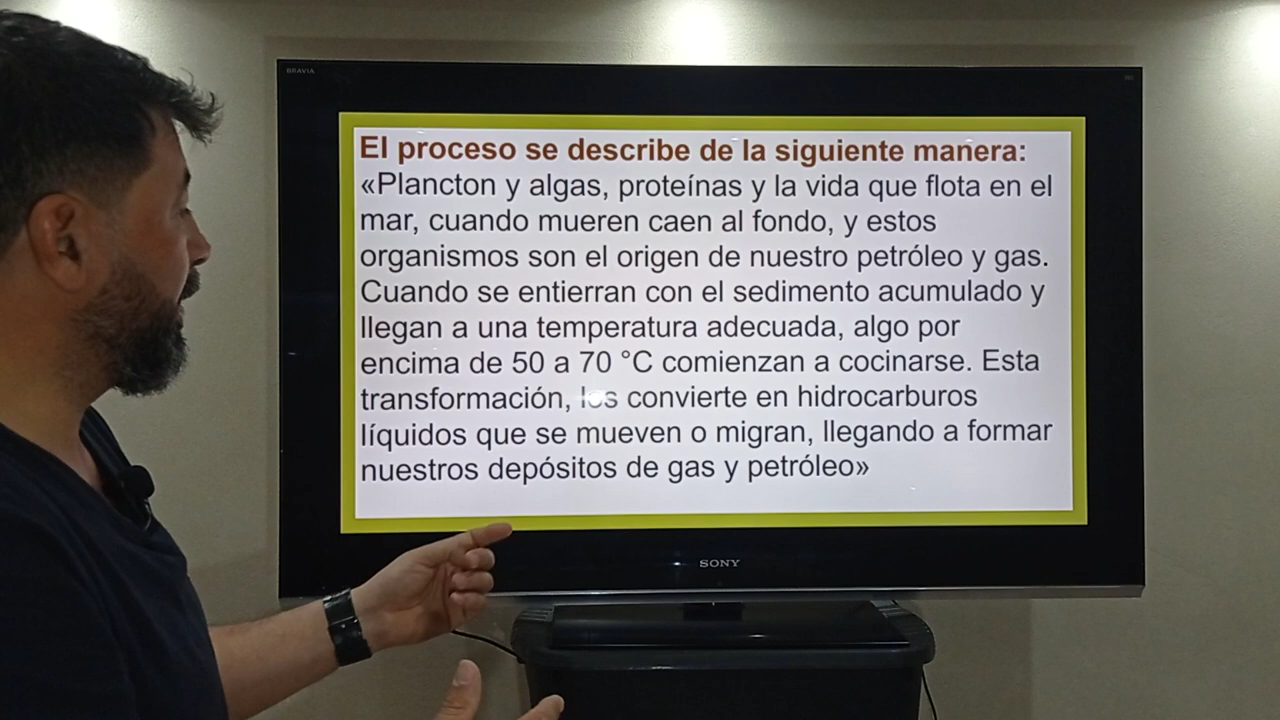 BRAVIA
El proceso se describe de la siguiente manera:
«Plancton y algas, proteínas y la vida que flota en el
mar, cuando mueren caen al fondo, y estos
organismos son el origen de nuestro petróleo y gas.
Cuando se entierran con el sedimento acumulado y
llegan a una temperatura adecuada, algo por
encima de 50 a 70 °C comienzan a cocinarse. Esta
transformación, los convierte en hidrocarburos
líquidos que se mueven o migran, llegando a formar
nuestros depósitos de gas y petróleo»
SONY